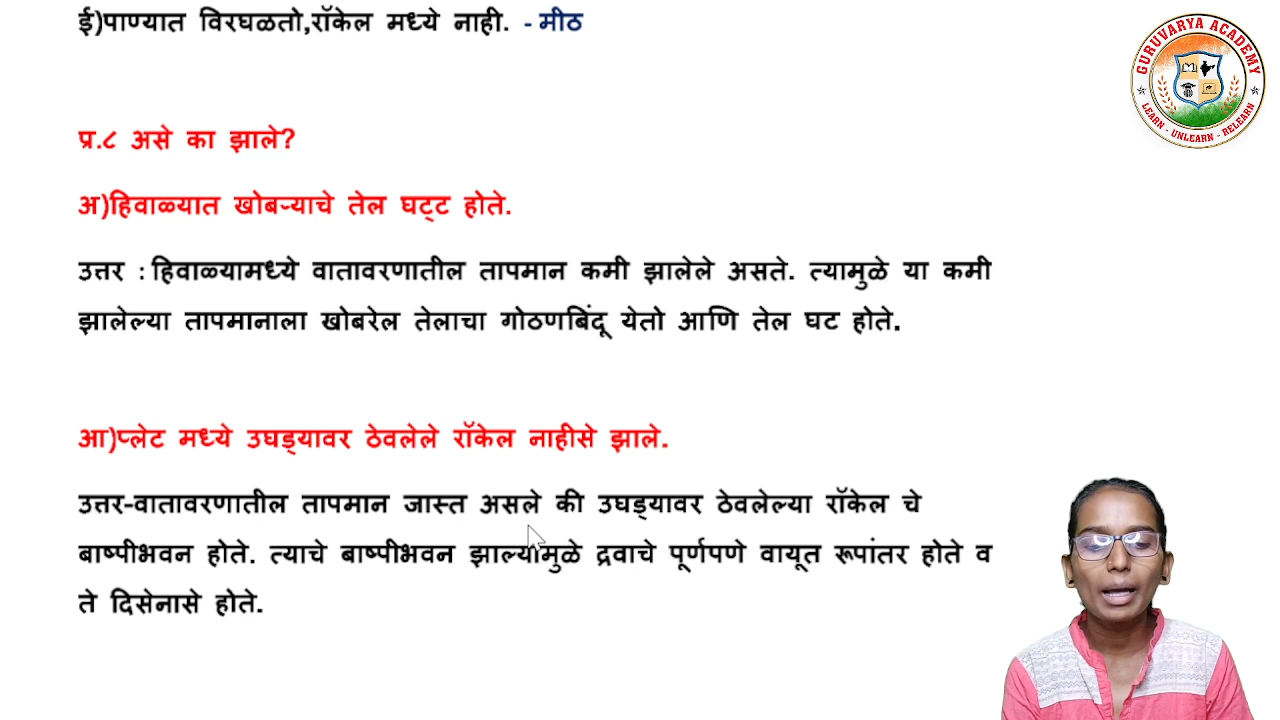 ई)पाण्यात विरघळतो,रॉकेल मध्ये नाही. - मीठ
GURUVARYA ACADEMY
LEARN - UNLEARN - RELEARN
प्र.८ असे का झाले?
अ)हिवाळ्यात खोबऱ्याचे तेल घट्ट होते.
उत्तर : हिवाळ्यामध्ये वातावरणातील तापमान कमी झालेले असते. त्यामुळे या कमी
झालेल्या तापमानाला खोबरेल तेलाचा गोठणबिंदू येतो आणि तेल घट होते.
आ)प्लेट मध्ये उघड्यावर ठेवलेले रॉकेल नाहीसे झाले.
उत्तर-वातावरणातील तापमान जास्त असले की उघड्यावर ठेवलेल्या रॉकेल चे
बाष्पीभवन होते. त्याचे बाष्पीभवन झाल्यामुळे द्रवाचे पूर्णपणे वायूत रूपांतर होते व
ते दिसेनासे होते.